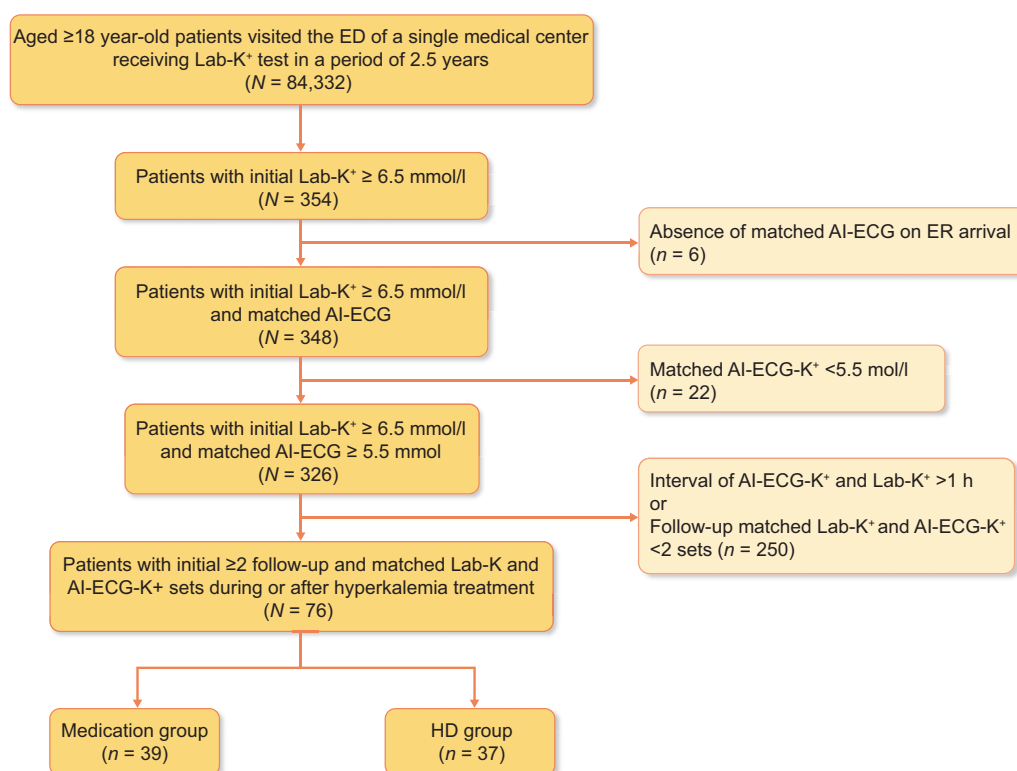 Aged ≥18 year-old patients visited the ED of a single medical center
receiving Lab-K⁺ test in a period of 2.5 years
(N = 84,332)
Patients with initial Lab-K⁺ ≥ 6.5 mmol/l
(N = 354)
Absence of matched AI-ECG on ER arrival
(n = 6)
Patients with initial Lab-K⁺ ≥ 6.5 mmol/l
and matched AI-ECG
(N = 348)
Matched AI-ECG-K⁺ <5.5 mol/l
(n = 22)
Patients with initial Lab-K⁺ ≥ 6.5 mmol/l
and matched AI-ECG ≥ 5.5 mmol
(N = 326)
Interval of AI-ECG-K⁺ and Lab-K⁺ >1 h
or
Follow-up matched Lab-K⁺ and AI-ECG-K⁺
<2 sets (n = 250)
Patients with initial ≥2 follow-up and matched Lab-K and
AI-ECG-K+ sets during or after hyperkalemia treatment
(N = 76)
Medication group
(n = 39)
HD group
(n = 37)